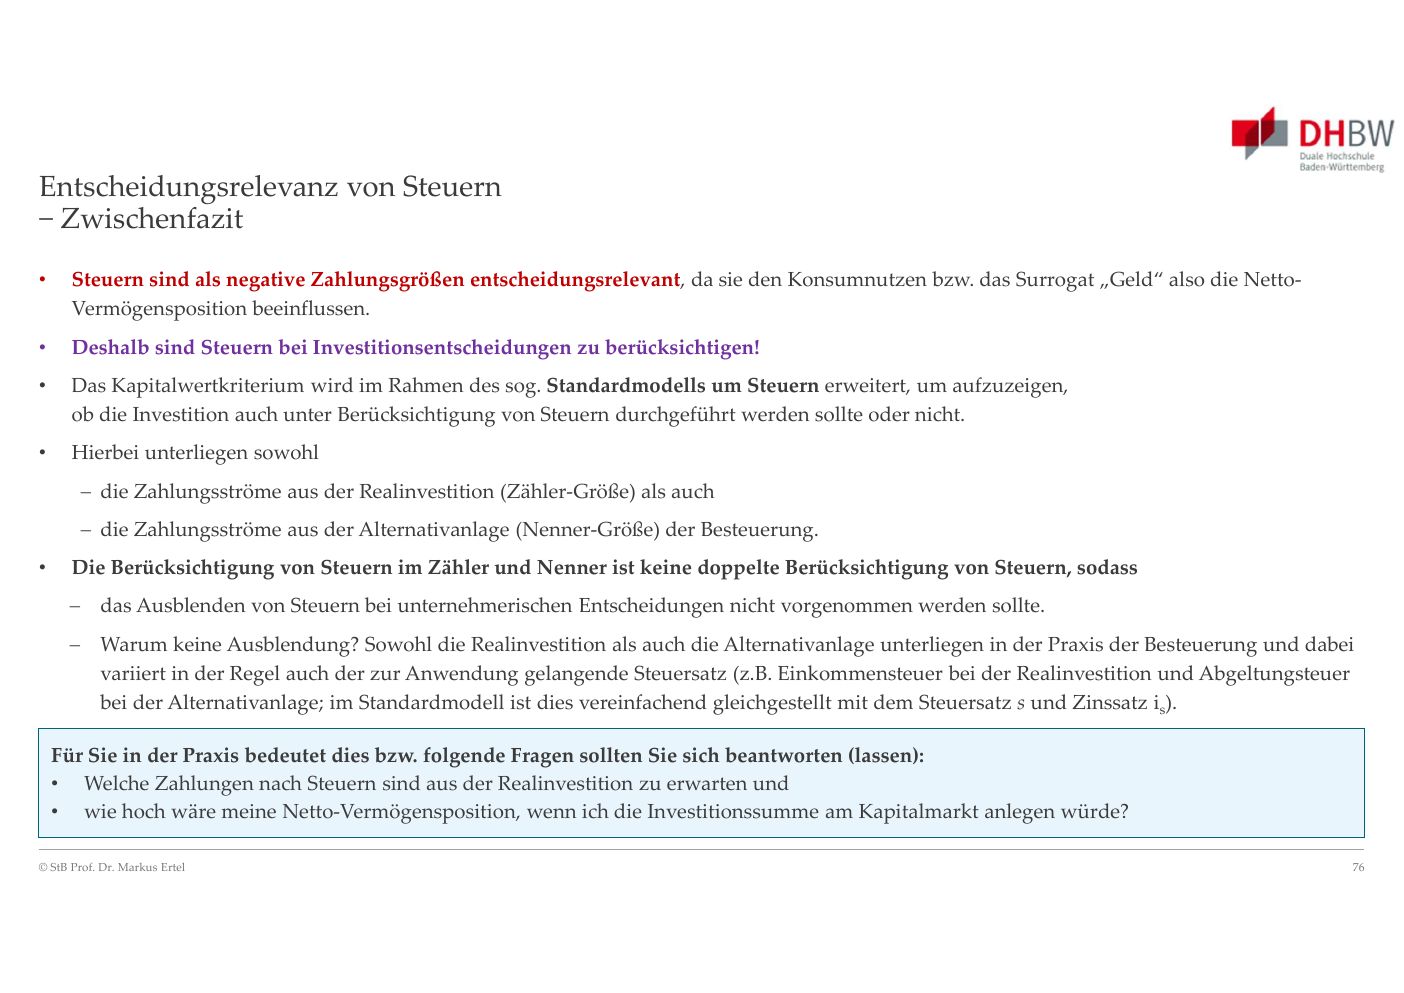 DHBW
Duale Hochschule
Baden-Württemberg
Entscheidungsrelevanz von Steuern
– Zwischenfazit
• Steuern sind als negative Zahlungsgrößen entscheidungsrelevant, da sie den Konsumnutzen bzw. das Surrogat „Geld“ also die Netto-
Vermögensposition beeinflussen.
• Deshalb sind Steuern bei Investitionsentscheidungen zu berücksichtigen!
• Das Kapitalwertkriterium wird im Rahmen des sog. Standardmodells um Steuern erweitert, um aufzuzeigen,
ob die Investition auch unter Berücksichtigung von Steuern durchgeführt werden sollte oder nicht.
• Hierbei unterliegen sowohl
– die Zahlungsströme aus der Realinvestition (Zähler-Größe) als auch
– die Zahlungsströme aus der Alternativanlage (Nenner-Größe) der Besteuerung.
• Die Berücksichtigung von Steuern im Zähler und Nenner ist keine doppelte Berücksichtigung von Steuern, sodass
– das Ausblenden von Steuern bei unternehmerischen Entscheidungen nicht vorgenommen werden sollte.
– Warum keine Ausblendung? Sowohl die Realinvestition als auch die Alternativanlage unterliegen in der Praxis der Besteuerung und dabei
variiert in der Regel auch der zur Anwendung gelangende Steuersatz (z.B. Einkommensteuer bei der Realinvestition und Abgeltungsteuer
bei der Alternativanlage; im Standardmodell ist dies vereinfachend gleichgestellt mit dem Steuersatz s und Zinssatz iₛ).
Für Sie in der Praxis bedeutet dies bzw. folgende Fragen sollten Sie sich beantworten (lassen):
• Welche Zahlungen nach Steuern sind aus der Realinvestition zu erwarten und
• wie hoch wäre meine Netto-Vermögensposition, wenn ich die Investitionssumme am Kapitalmarkt anlegen würde?
© StB Prof. Dr. Markus Ertel
76